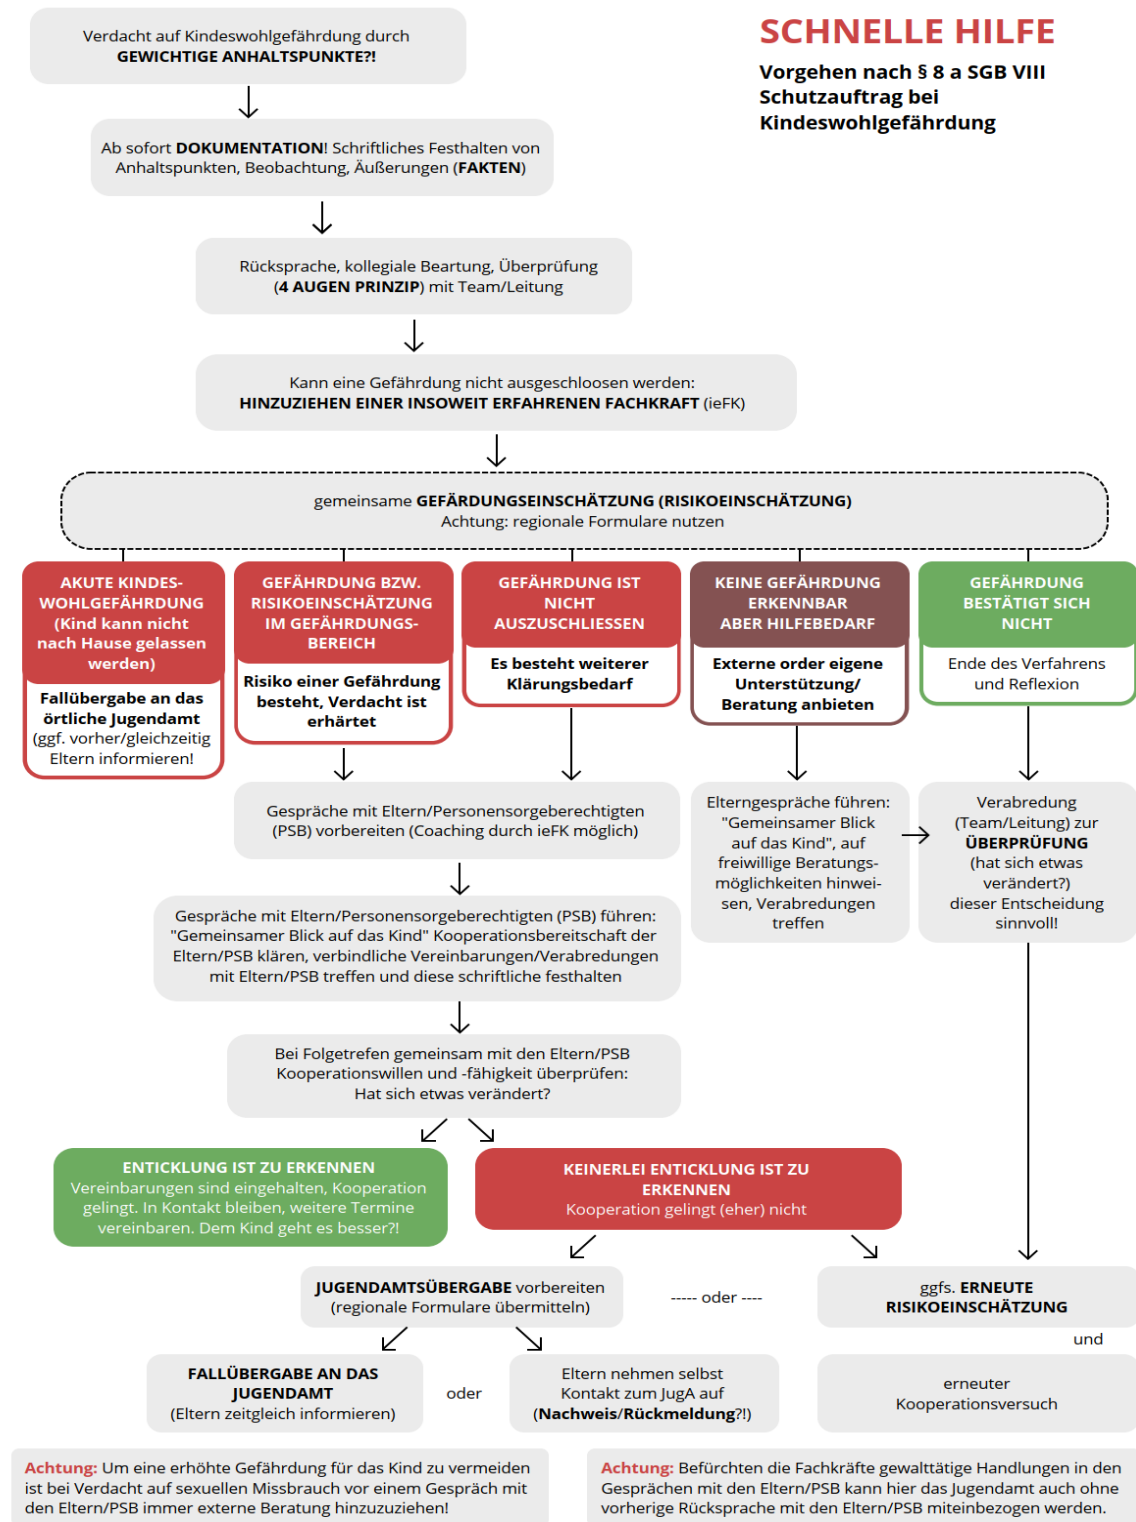 SCHNELLE HILFE
Vorgehen nach § 8 a SGB VIII
Schutzauftrag bei
Kindeswohlgefährdung
Verdacht auf Kindeswohlgefährdung durch
GEWICHTIGE ANHALTSPUNKTE?!
Ab sofort DOKUMENTATION! Schriftliches Festhalten von
Anhaltspunkten, Beobachtung, Äußerungen (FAKTEN)
Rücksprache, kollegiale Beartung, Überprüfung
(4 AUGEN PRINZIP) mit Team/Leitung
Kann eine Gefährdung nicht ausgeschloosen werden:
HINZUZIEHEN EINER INSOWEIT ERFAHRENEN FACHKRAFT (ieFK)
gemeinsame GEFÄRDUNGSEINSCHÄTZUNG (RISIKOEINSCHÄTZUNG)
Achtung: regionale Formulare nutzen
AKUTE KINDES-
WOHLGEFÄHRDUNG
(Kind kann nicht
nach Hause gelassen
werden)
Fallübergabe an das
örtliche Jugendamt
(ggf. vorher/gleichzeitig
Eltern informieren!
GEFÄHRDUNG BZW.
RISIKOEINSCHÄTZUNG
IM GEFÄHRDUNGS-
BEREICH
Risiko einer Gefährdung
besteht, Verdacht ist
erhärtet
GEFÄHRDUNG IST
NICHT
AUSZUSCHLIESSEN
Es besteht weiterer
Klärungsbedarf
KEINE GEFÄHRDUNG
ERKENNBAR
ABER HILFEBEDARF
Externe order eigene
Unterstützung/
Beratung anbieten
GEFÄHRDUNG
BESTÄTIGT SICH
NICHT
Ende des Verfahrens
und Reflexion
Gespräche mit Eltern/Personensorgeberechtigten
(PSB) vorbereiten (Coaching durch ieFK möglich)
Elterngespräche führen:
"Gemeinsamer Blick
auf das Kind", auf
freiwillige Beratungs-
möglichkeiten hinwei-
sen, Verabredungen
treffen
Verabredung
(Team/Leitung) zur
ÜBERPRÜFUNG
(hat sich etwas
verändert?)
dieser Entscheidung
sinnvoll!
Gespräche mit Eltern/Personensorgeberechtigten (PSB) führen:
"Gemeinsamer Blick auf das Kind" Kooperationsbereitschaft der
Eltern/PSB klären, verbindliche Vereinbarungen/Verabredungen
mit Eltern/PSB treffen und diese schriftliche festhalten
Bei Folgetrefen gemeinsam mit den Eltern/PSB
Kooperationswillen und -fähigkeit überprüfen:
Hat sich etwas verändert?
ENTICKLUNG IST ZU ERKENNEN
Vereinbarungen sind eingehalten, Kooperation
gelingt. In Kontakt bleiben, weitere Termine
vereinbaren. Dem Kind geht es besser?!
KEINERLEI ENTICKLUNG IST ZU
ERKENNEN
Kooperation gelingt (eher) nicht
JUGENDAMTSÜBERGABE vorbereiten
(regionale Formulare übermitteln)
----- oder ----
ggfs. ERNEUTE
RISIKOEINSCHÄTZUNG
und
FALLÜBERGABE AN DAS
JUGENDAMT
(Eltern zeitgleich informieren)
oder
Eltern nehmen selbst
Kontakt zum JugA auf
(Nachweis/Rückmeldung?!)
erneuter
Kooperationsversuch
Achtung: Um eine erhöhte Gefährdung für das Kind zu vermeiden
ist bei Verdacht auf sexuellen Missbrauch vor einem Gespräch mit
den Eltern/PSB immer externe Beratung hinzuzuziehen!
Achtung: Befürchten die Fachkräfte gewalttätige Handlungen in den
Gesprächen mit den Eltern/PSB kann hier das Jugendamt auch ohne
vorherige Rücksprache mit den Eltern/PSB miteinbezogen werden.